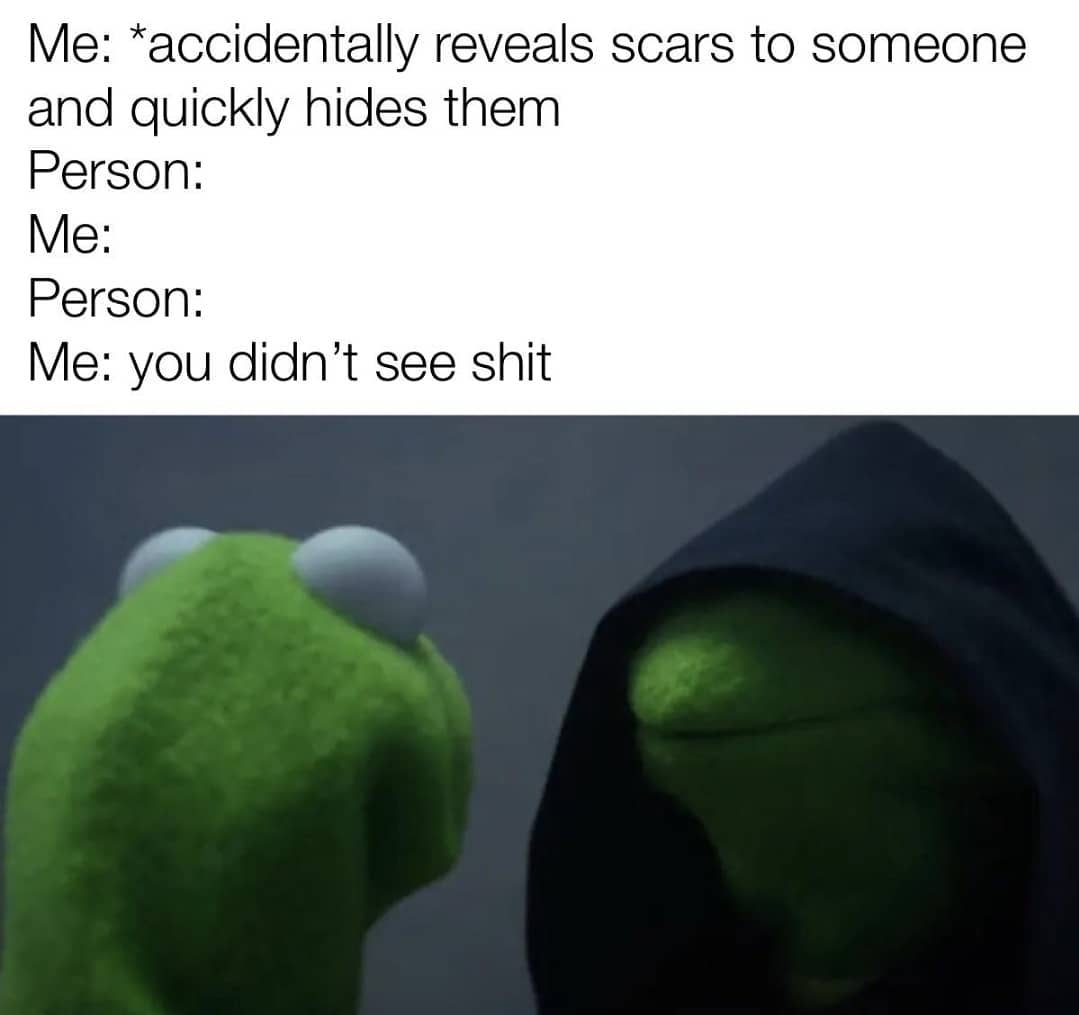 Me: *accidentally reveals scars to someone
and quickly hides them
Person:
Me:
Person:
Me: you didn’t see shit